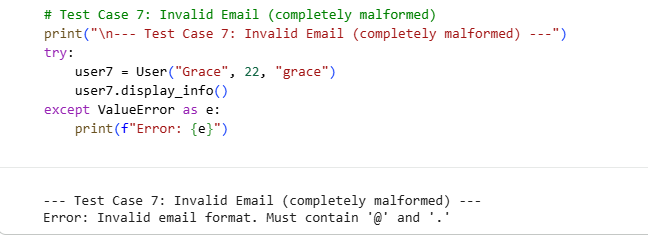 # Test Case 7: Invalid Email (completely malformed)
print("\n--- Test Case 7: Invalid Email (completely malformed) ---")
try:
    user7 = User("Grace", 22, "grace")
    user7.display_info()
except ValueError as e:
    print(f"Error: {e}")
--- Test Case 7: Invalid Email (completely malformed) ---
Error: Invalid email format. Must contain '@' and '.'